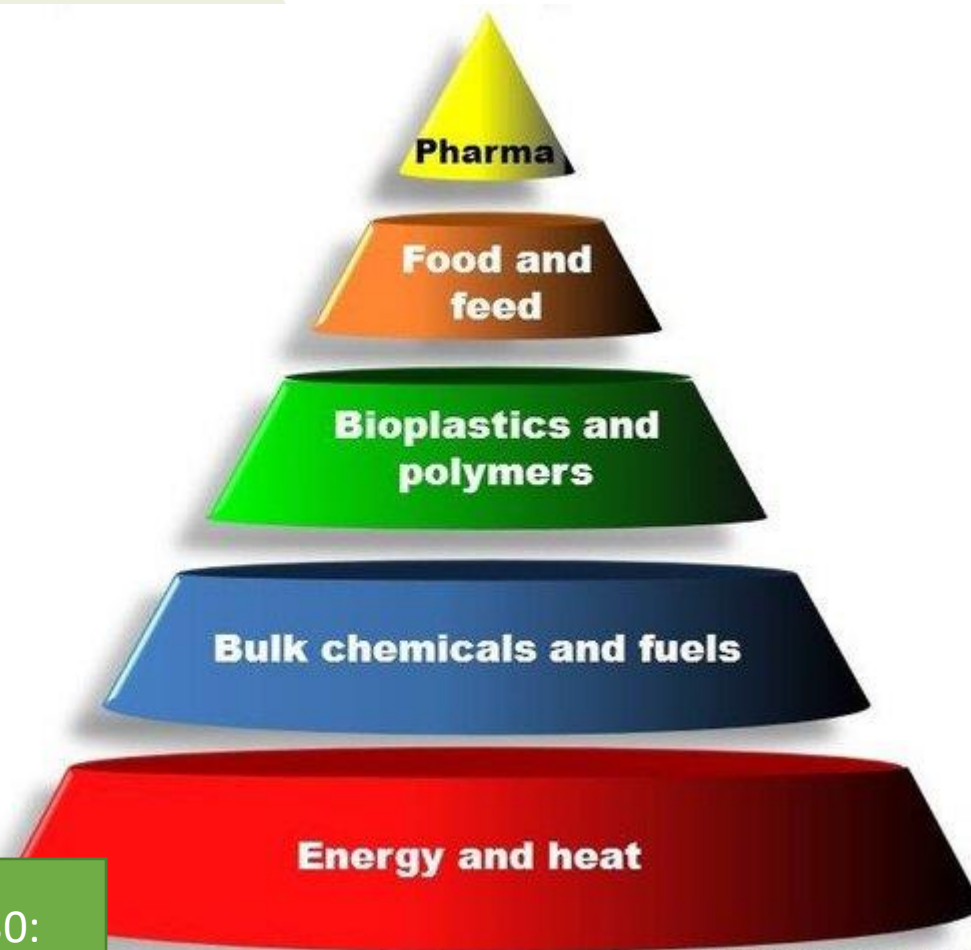 Pharma
Food and
feed
Bioplastics and
polymers
Bulk chemicals and fuels
Energy and heat
0: